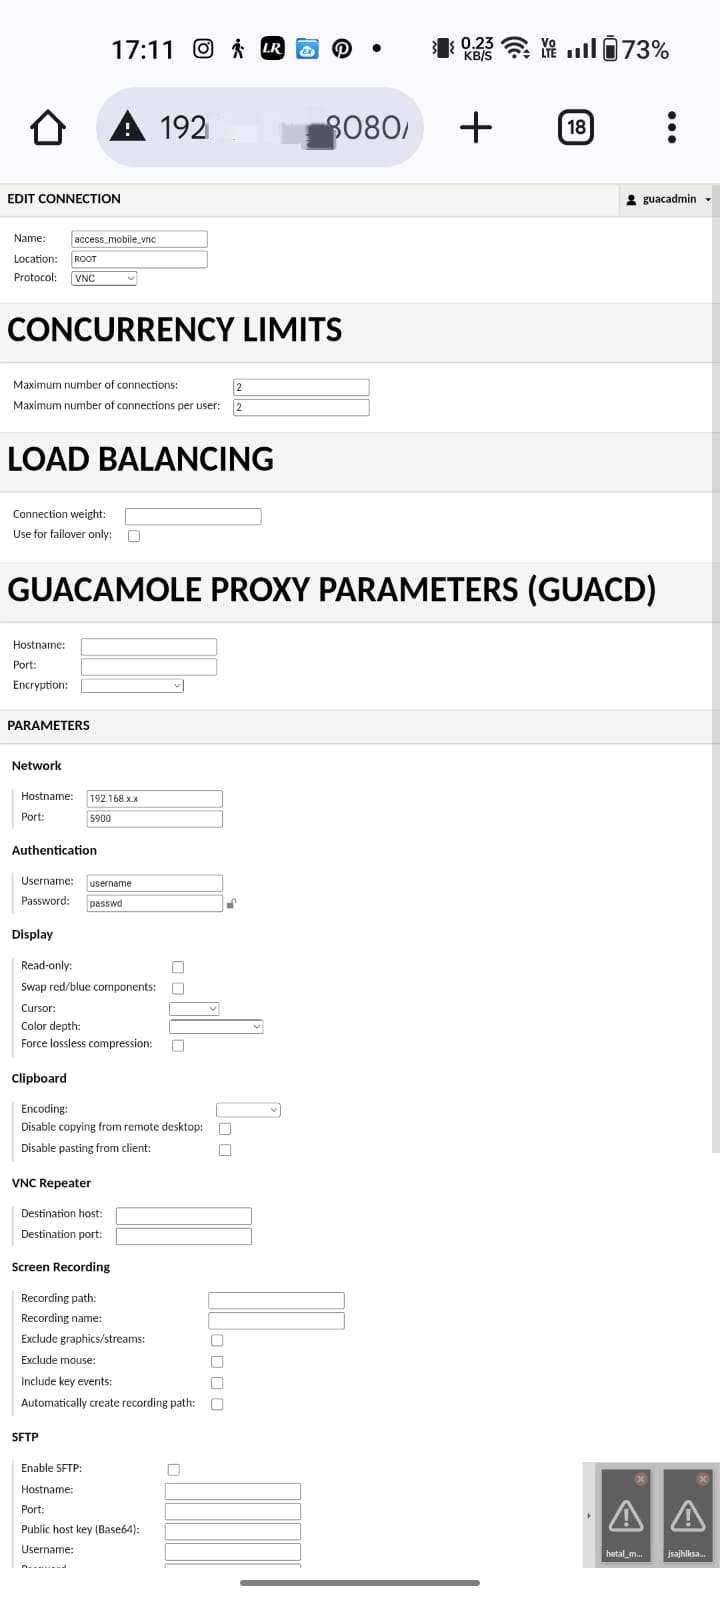 17:11 LR 0.23 KB/S Vo LTE 73%
192 8080/ 18
EDIT CONNECTION guacadmin
Name: access_mobile_vnc
Location: ROOT
Protocol: VNC
CONCURRENCY LIMITS
Maximum number of connections: 2
Maximum number of connections per user: 2
LOAD BALANCING
Connection weight:
Use for failover only:
GUACAMOLE PROXY PARAMETERS (GUACD)
Hostname:
Port:
Encryption:
PARAMETERS
Network
Hostname: 192.168.x.x
Port: 5900
Authentication
Username: username
Password: passwd
Display
Read-only:
Swap red/blue components:
Cursor:
Color depth:
Force lossless compression:
Clipboard
Encoding:
Disable copying from remote desktop:
Disable pasting from client:
VNC Repeater
Destination host:
Destination port:
Screen Recording
Recording path:
Recording name:
Exclude graphics/streams:
Exclude mouse:
Include key events:
Automatically create recording path:
SFTP
Enable SFTP:
Hostname:
Port:
Public host key (Base64):
Username:
hetal_m... jsajhlksa...